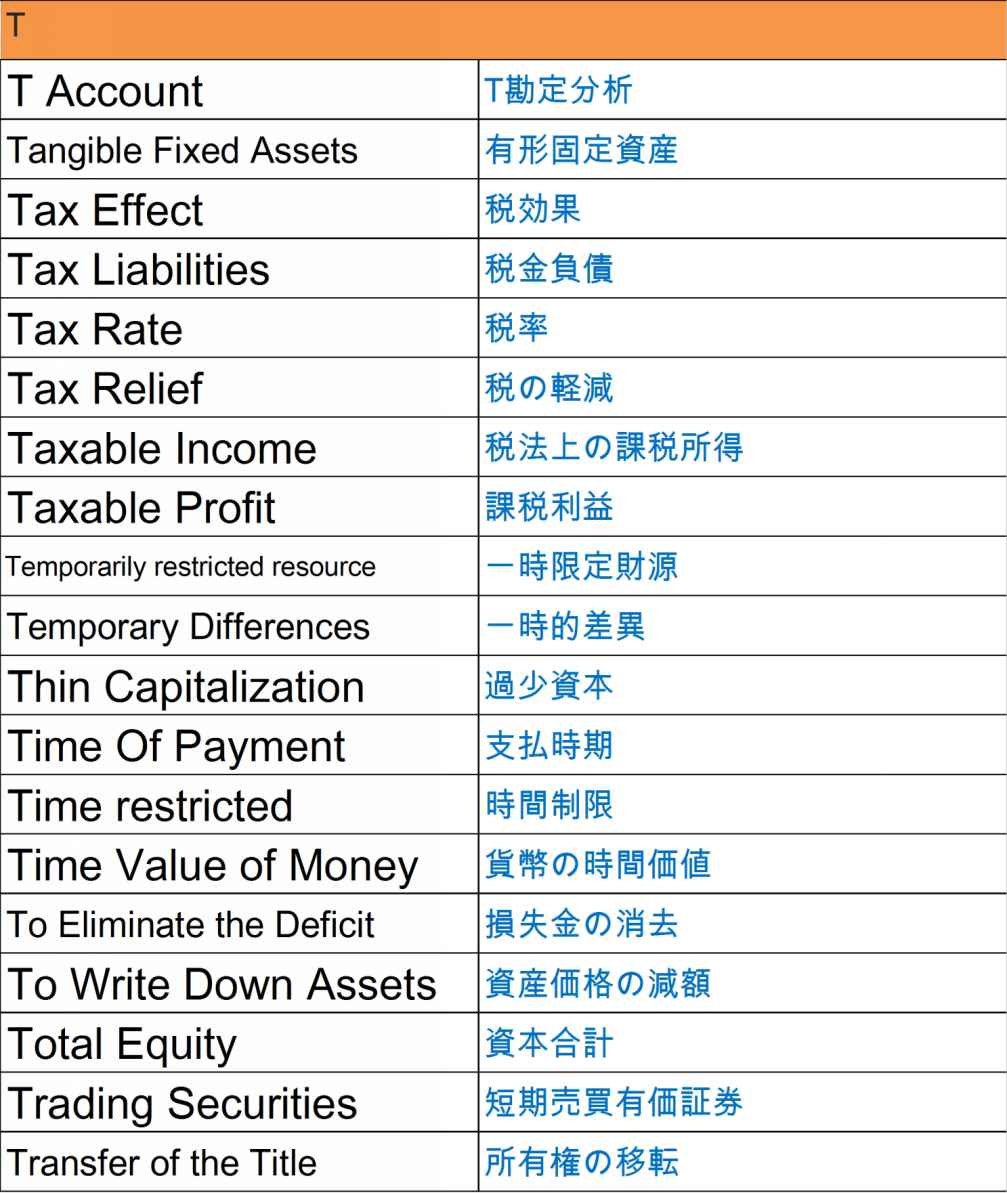 T
T Account T勘定分析
Tangible Fixed Assets 有形固定資産
Tax Effect 税効果
Tax Liabilities 税金負債
Tax Rate 税率
Tax Relief 税の軽減
Taxable Income 税法上の課税所得
Taxable Profit 課税利益
Temporarily restricted resource 一時限定財源
Temporary Differences 一時的差異
Thin Capitalization 過少資本
Time Of Payment 支払時期
Time restricted 時間制限
Time Value of Money 貨幣の時間価値
To Eliminate the Deficit 損失金の消去
To Write Down Assets 資産価格の減額
Total Equity 資本合計
Trading Securities 短期売買有価証券
Transfer of the Title 所有権の移転